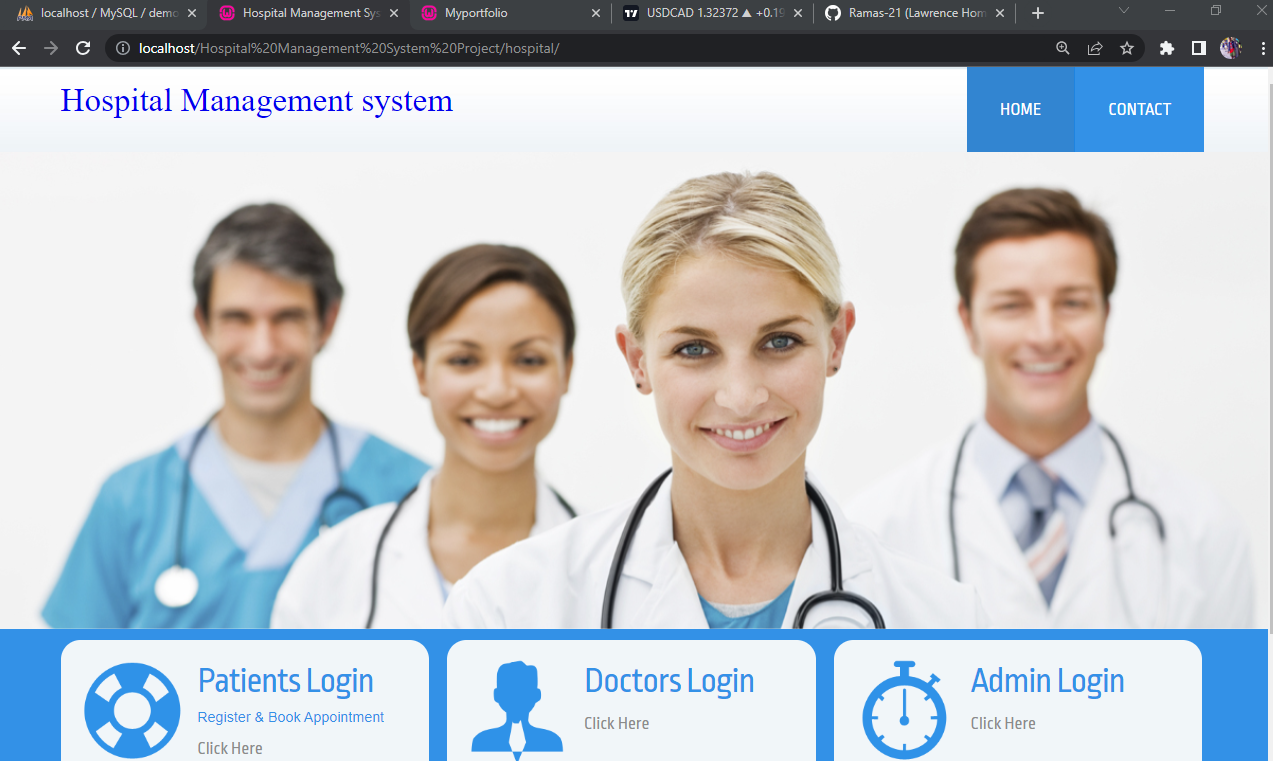 localhost / MySQL / demo
Hospital Management Sys
Myportfolio
USDCAD 1.32372 ▲ +0.19
Ramas-21 (Lawrence Hom
localhost/Hospital%20Management%20System%20Project/hospital/
Hospital Management system
HOME
CONTACT
Patients Login
Register & Book Appointment
Click Here
Doctors Login
Click Here
Admin Login
Click Here